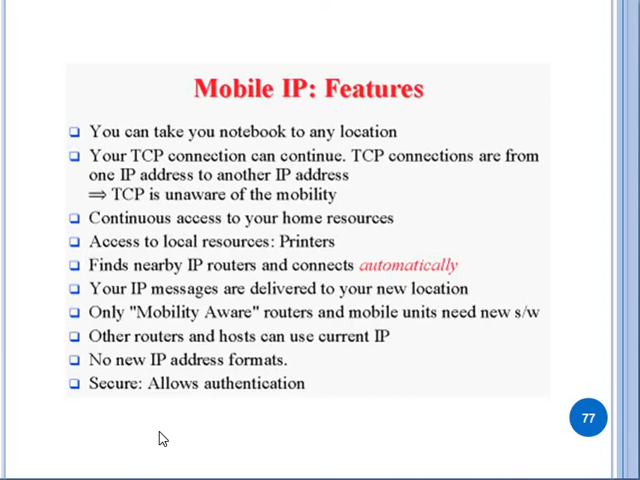 Mobile IP: Features
❑ You can take you notebook to any location
❑ Your TCP connection can continue. TCP connections are from
one IP address to another IP address
⟹ TCP is unaware of the mobility
❑ Continuous access to your home resources
❑ Access to local resources: Printers
❑ Finds nearby IP routers and connects automatically
❑ Your IP messages are delivered to your new location
❑ Only "Mobility Aware" routers and mobile units need new s/w
❑ Other routers and hosts can use current IP
❑ No new IP address formats.
❑ Secure: Allows authentication
77